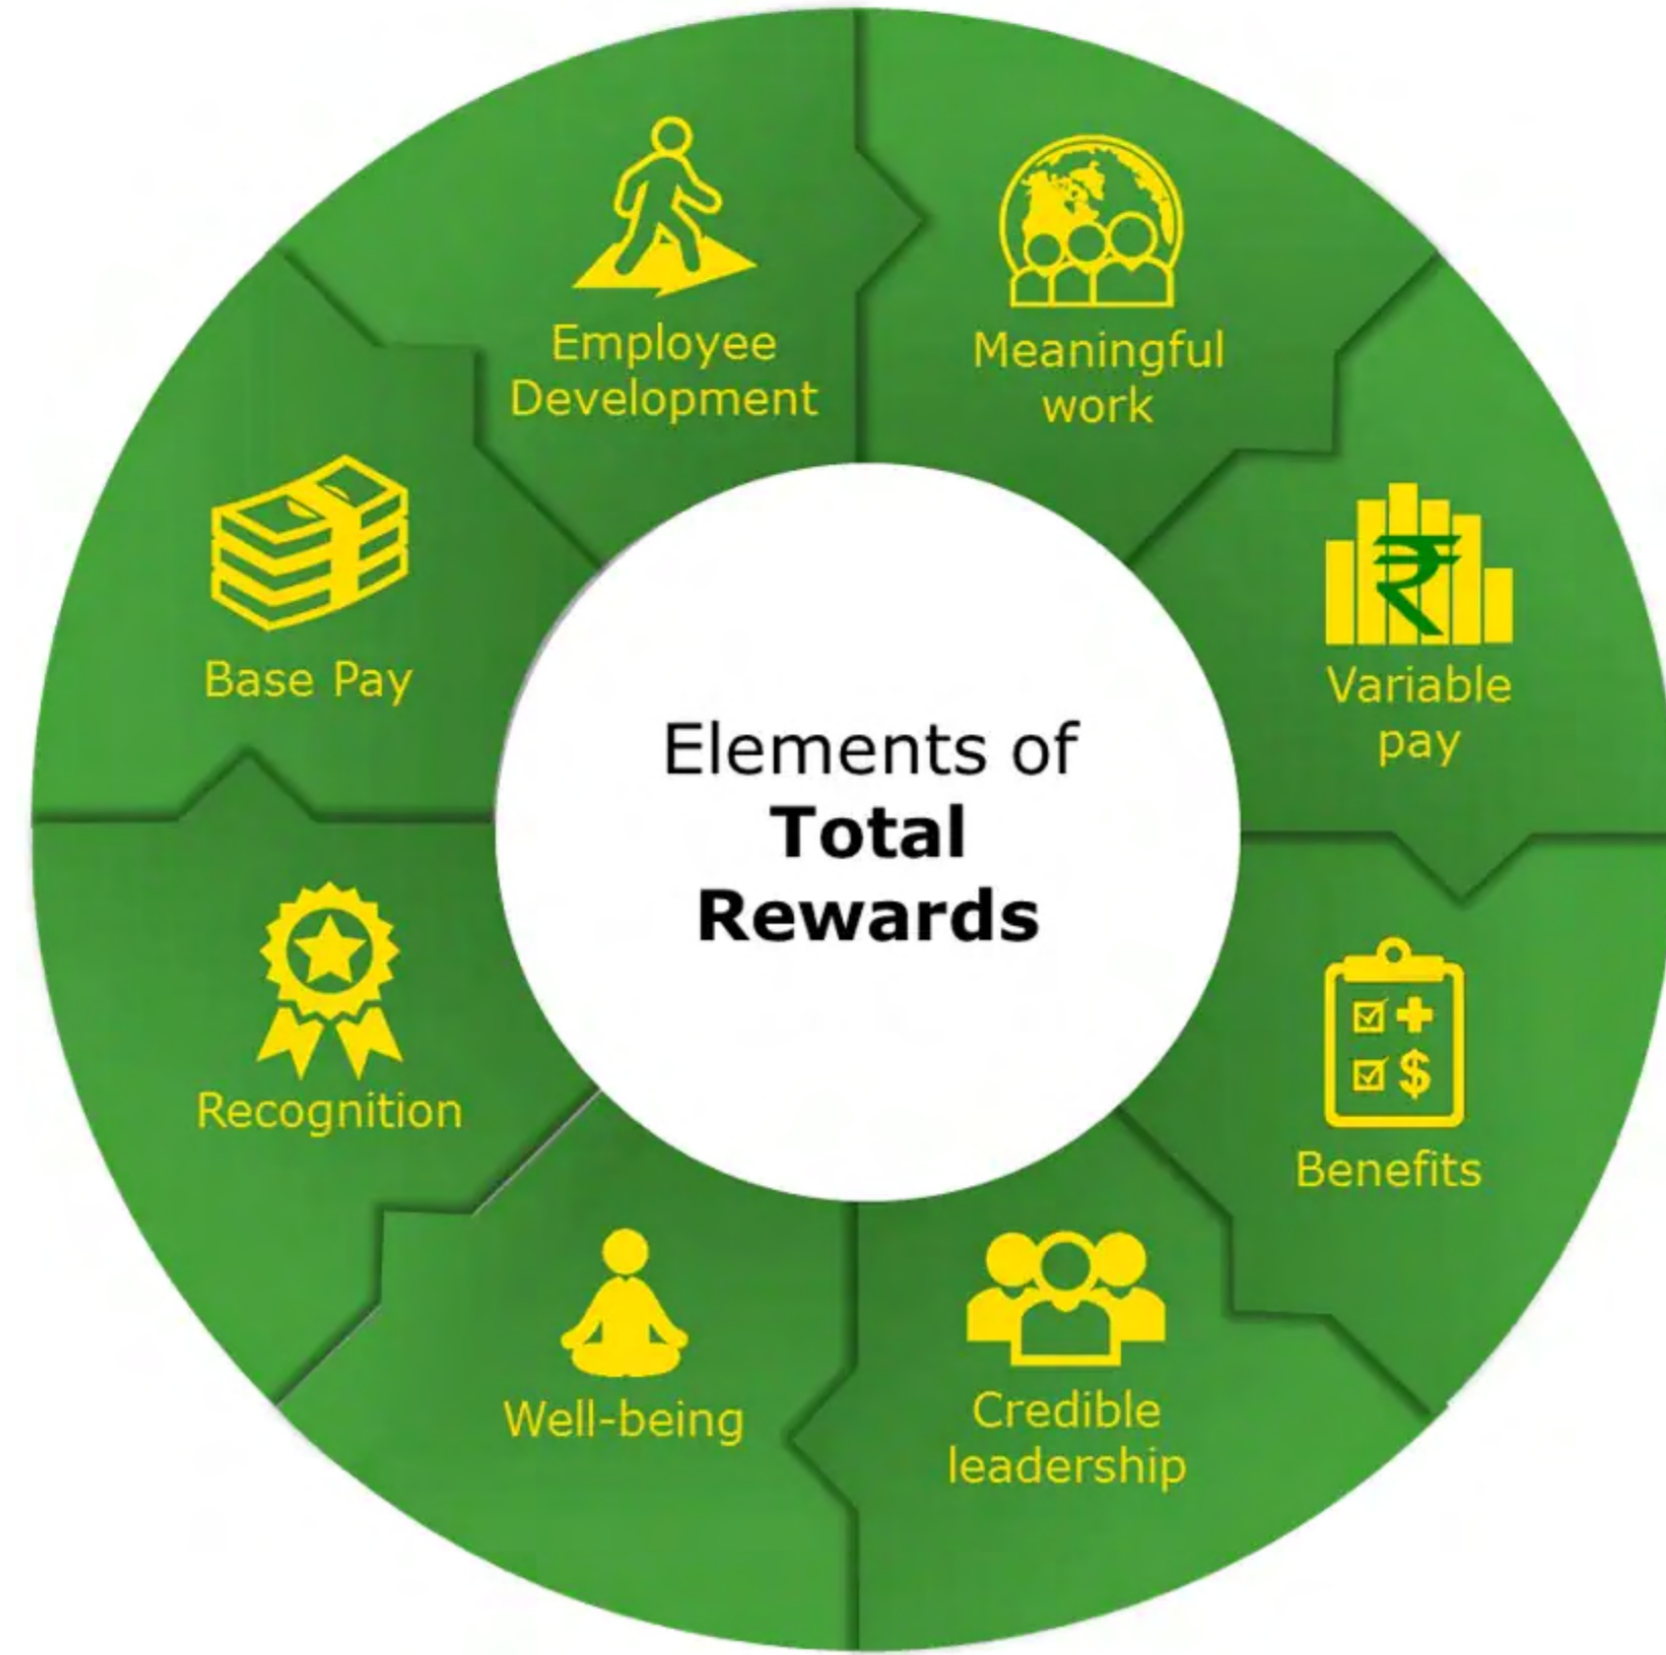 Employee
Development
Meaningful
work
Base Pay
₹
Variable
pay
Elements of
Total
Rewards
Recognition
$
Benefits
Well-being
Credible
leadership